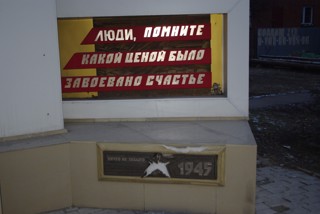 ЛЮДИ, ПОМНИТЕ
КАКОЙ ЦЕНОЙ БЫЛО
ЗАВОЕВАНО СЧАСТЬЕ
1945